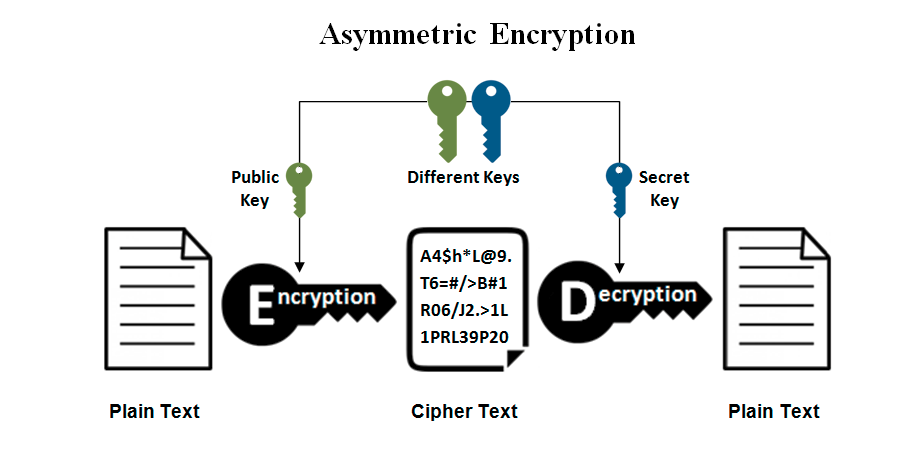 Asymmetric Encryption
Public
Key
Different Keys
Secret
Key
Encryption
A4$h*L@9.
T6=#/>B#1
R06/J2.>1L
1PRL39P20
Decryption
Plain Text
Cipher Text
Plain Text